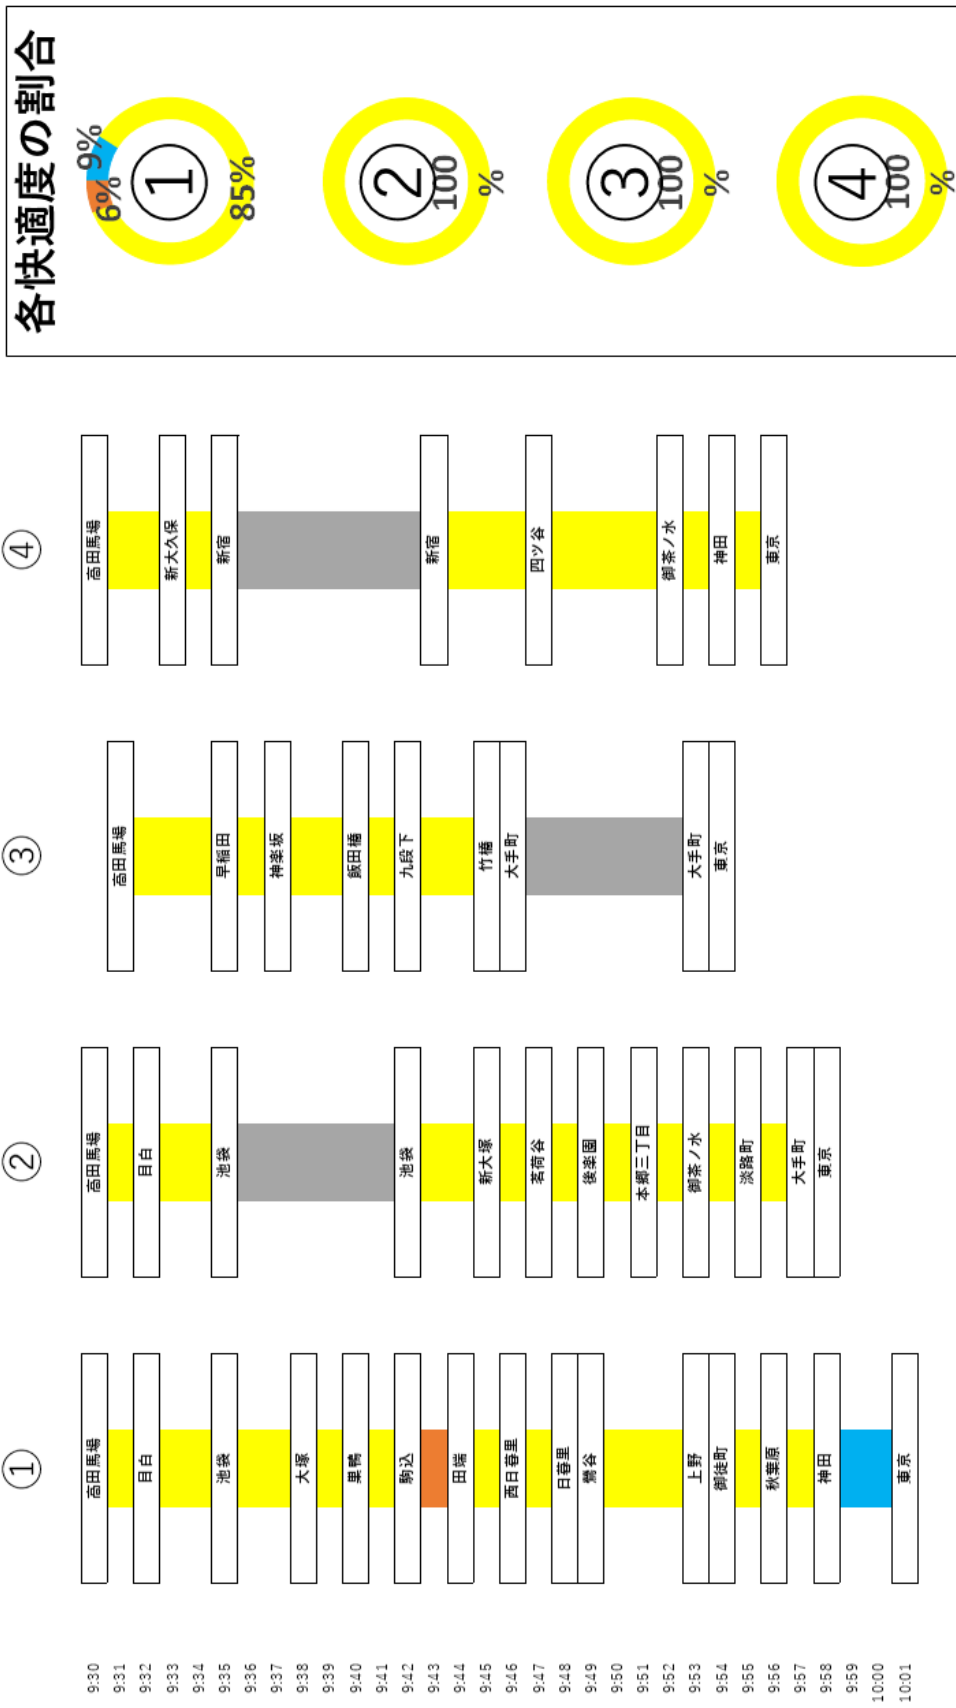 ①
②
③
④
各快適度の割合
9:30
9:31
9:32
9:33
9:34
9:35
9:36
9:37
9:38
9:39
9:40
9:41
9:42
9:43
9:44
9:45
9:46
9:47
9:48
9:49
9:50
9:51
9:52
9:53
9:54
9:55
9:56
9:57
9:58
9:59
10:00
10:01
高田馬場
目白
池袋
大塚
巣鴨
駒込
田端
西日暮里
日暮里
鶯谷
上野
御徒町
秋葉原
神田
東京
高田馬場
目白
池袋
池袋
新大塚
茗荷谷
後楽園
本郷三丁目
御茶ノ水
淡路町
大手町
東京
高田馬場
早稲田
神楽坂
飯田橋
九段下
竹橋
大手町
大手町
東京
高田馬場
新大久保
新宿
新宿
四ツ谷
御茶ノ水
神田
東京
6%
9%
①
85%
②
100
%
③
100
%
④
100
%